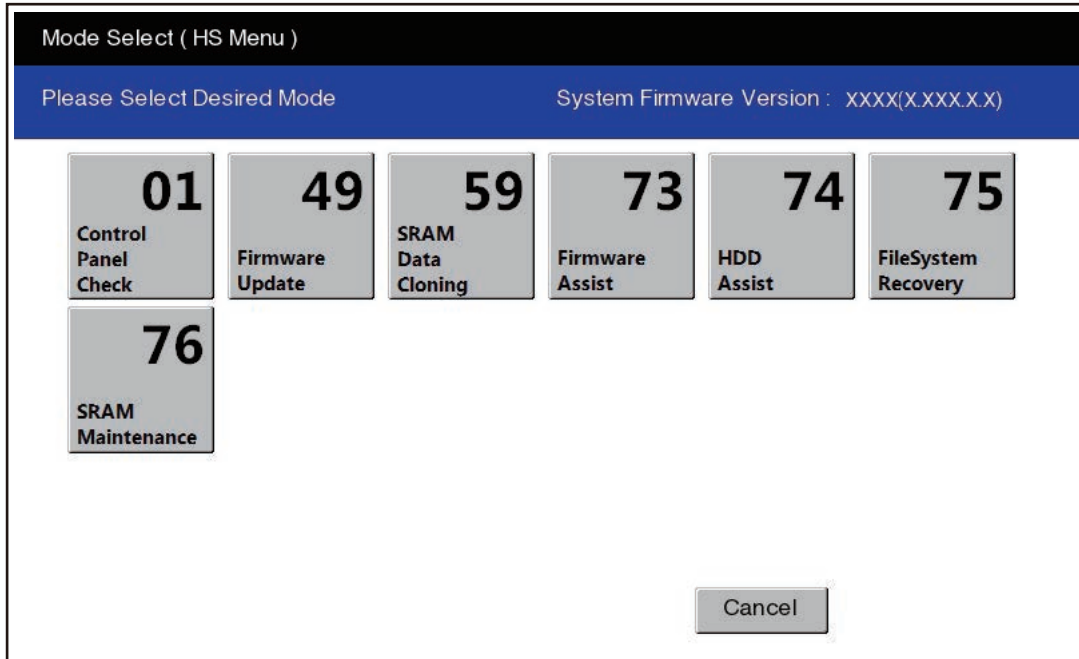 Mode Select ( HS Menu )
Please Select Desired Mode
System Firmware Version : XXXX(X.XXX.X.X)
01
Control
Panel
Check
49
Firmware
Update
59
SRAM
Data
Cloning
73
Firmware
Assist
74
HDD
Assist
75
FileSystem
Recovery
76
SRAM
Maintenance
Cancel